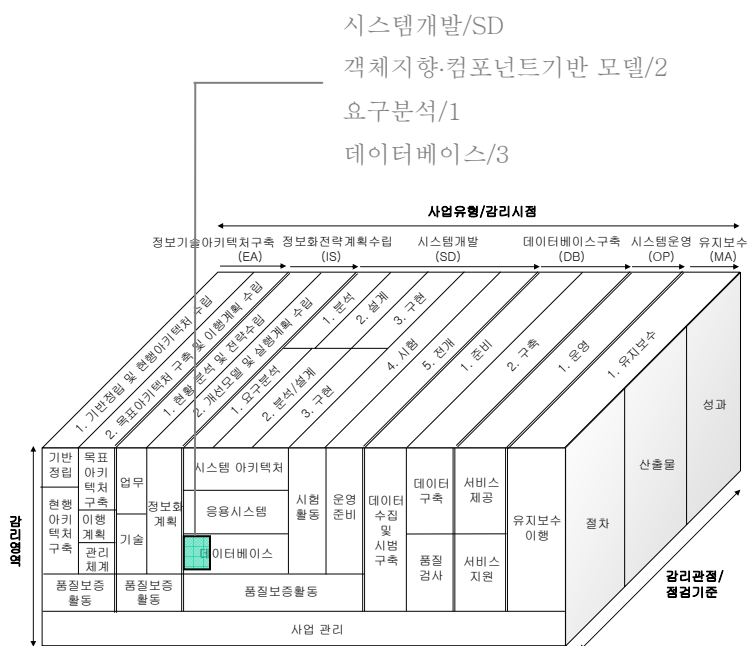 시스템개발/SD
객체지향·컴포넌트기반 모델/2
요구분석/1
데이터베이스/3
사업유형/감리시점
정보기술아키텍처구축
(EA)
정보화전략계획수립
(IS)
시스템개발
(SD)
데이터베이스구축
(DB)
시스템운영
(OP)
유지보수
(MA)
1. 기반정립 및 현행아키텍처 수립
2. 목표아키텍처 구축 및 이행계획 수립
1. 현황 분석 및 전략수립
2. 개선모델 및 실행계획 수립
1. 분석
2. 설계
3. 구현
1. 요구분석
2. 분석/설계
3. 구현
4. 시험
5. 전개
1. 준비
2. 구축
1. 운영
1. 유지보수
감리영역
기반
정립
현행
아키
텍처
구축
목표
아키
텍처
구축
이행
계획
관리
체계
품질보증
활동
업무
기술
정보화
계획
품질보증
활동
시스템 아키텍처
응용시스템
데이터베이스
시험
활동
운영
준비
품질보증활동
데이터
수집
및
시범
구축
데이터
구축
품질
검사
서비스
제공
서비스
지원
유지보수
이행
사업 관리
절차
산출물
성과
감리관점/
점검기준